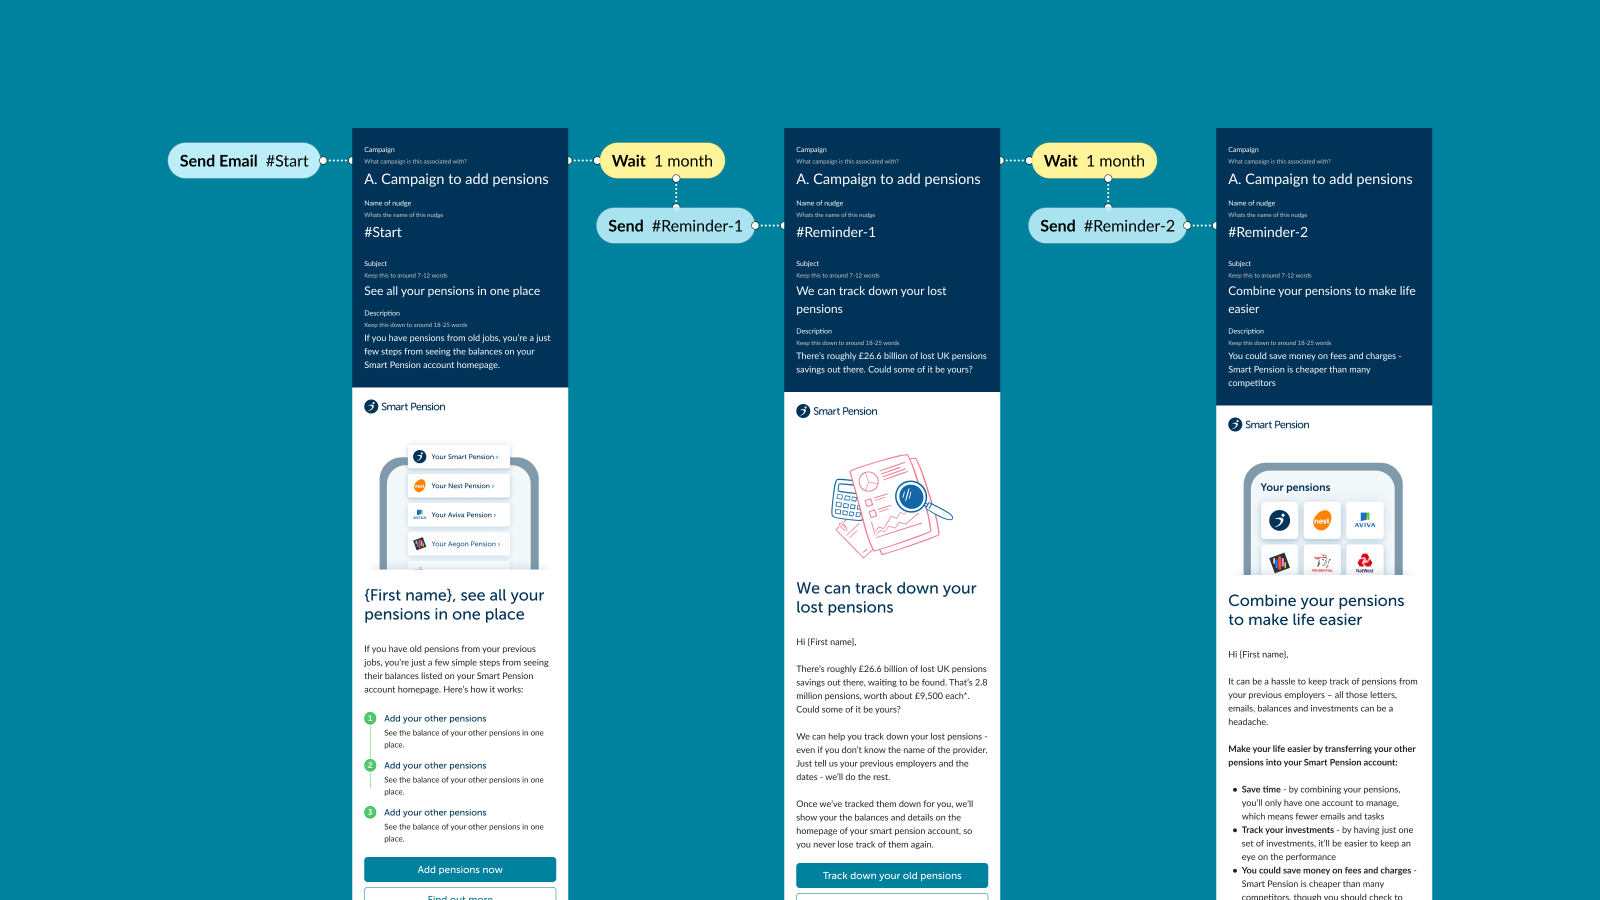 Send Email #Start
Campaign
What campaign is this associated with?
A. Campaign to add pensions
Name of nudge
Whats the name of this nudge
#Start
Subject
Keep this to around 7-12 words
See all your pensions in one place
Description
Keep this down to around 18-25 words
If you have pensions from old jobs, you're a just
few steps from seeing the balances on your
Smart Pension account homepage.
Smart Pension
Your Smart Pension ›
nest
Your Nest Pension ›
AVIVA
Your Aviva Pension ›
Your Aegon Pension ›
{First name}, see all your
pensions in one place
If you have old pensions from your previous
jobs, you're just a few simple steps from seeing
their balances listed on your Smart Pension
account homepage. Here's how it works:
1 Add your other pensions
See the balance of your other pensions in one
place.
2 Add your other pensions
See the balance of your other pensions in one
place.
3 Add your other pensions
See the balance of your other pensions in one
place.
Add pensions now
Find out more
Wait 1 month
Send #Reminder-1
Campaign
What campaign is this associated with?
A. Campaign to add pensions
Name of nudge
Whats the name of this nudge
#Reminder-1
Subject
Keep this to around 7-12 words
We can track down your lost
pensions
Description
Keep this down to around 18-25 words
There's roughly £26.6 billion of lost UK pensions
savings out there. Could some of it be yours?
Smart Pension
We can track down your
lost pensions
Hi {First name},
There's roughly £26.6 billion of lost UK pensions
savings out there, waiting to be found. That's 2.8
million pensions, worth about £9,500 each*.
Could some of it be yours?
We can help you track down your lost pensions -
even if you don't know the name of the provider.
Just tell us your previous employers and the
dates - we'll do the rest.
Once we've tracked them down for you, we'll
show your the balances and details on the
homepage of your smart pension account, so
you never lose track of them again.
Track down your old pensions
Wait 1 month
Send #Reminder-2
Campaign
What campaign is this associated with?
A. Campaign to add pensions
Name of nudge
Whats the name of this nudge
#Reminder-2
Subject
Keep this to around 7-12 words
Combine your pensions to make life
easier
Description
Keep this down to around 18-25 words
You could save money on fees and charges -
Smart Pension is cheaper than many
competitors
Smart Pension
Your pensions
nest
AVIVA
PRUDENTIAL
NatWest
Combine your pensions
to make life easier
Hi {First name},
It can be a hassle to keep track of pensions from
your previous employers – all those letters,
emails, balances and investments can be a
headache.
Make your life easier by transferring your other
pensions into your Smart Pension account:
• Save time - by combining your pensions,
you'll only have one account to manage,
which means fewer emails and tasks
• Track your investments - by having just one
set of investments, it'll be easier to keep an
eye on the performance
• You could save money on fees and charges -
Smart Pension is cheaper than many
competitors, though you should check to